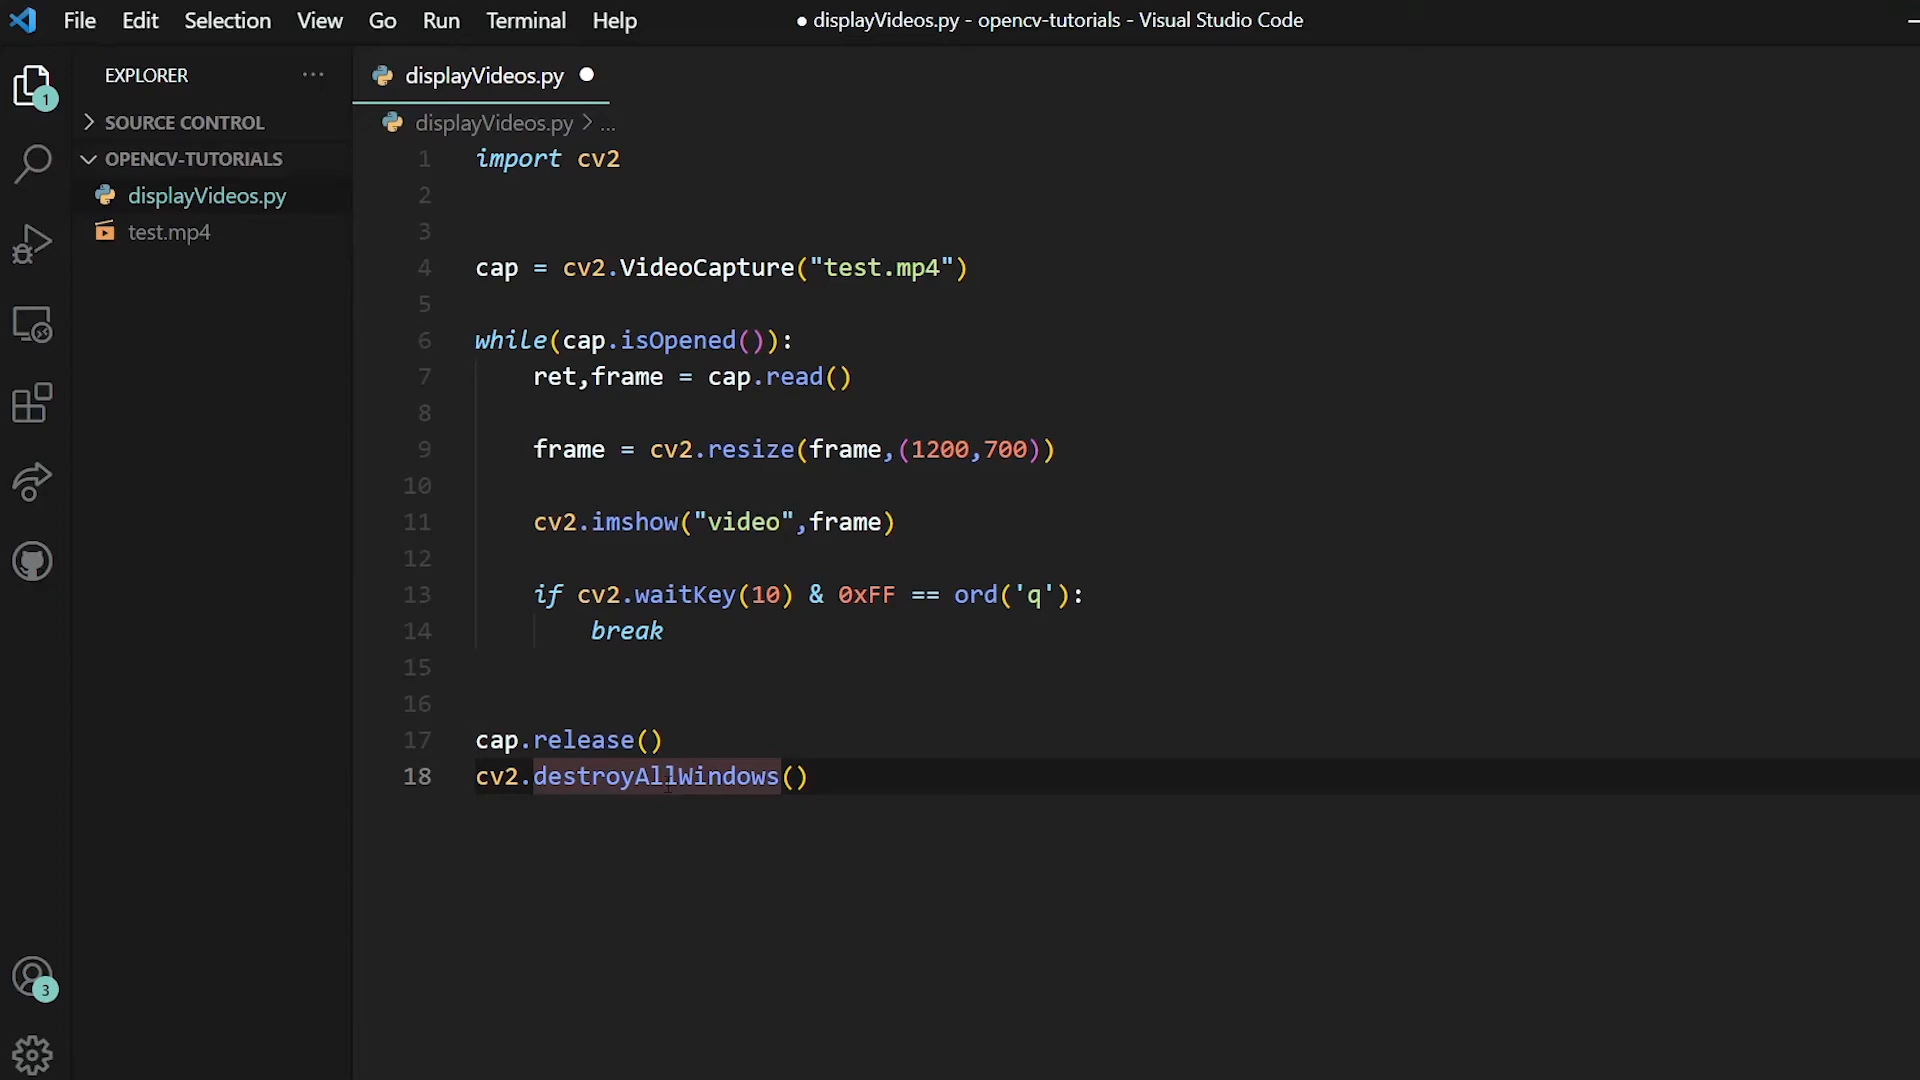 File Edit Selection View Go Run Terminal Help
● displayVideos.py - opencv-tutorials - Visual Studio Code
EXPLORER ...
displayVideos.py
1
SOURCE CONTROL
displayVideos.py > ...
OPENCV-TUTORIALS
displayVideos.py
test.mp4
1 import cv2
2
3
4 cap = cv2.VideoCapture("test.mp4")
5
6 while(cap.isOpened()):
7 ret,frame = cap.read()
8
9 frame = cv2.resize(frame,(1200,700))
10
11 cv2.imshow("video",frame)
12
13 if cv2.waitKey(10) & 0xFF == ord('q'):
14 break
15
16
17 cap.release()
18 cv2.destroyAllWindows()
3